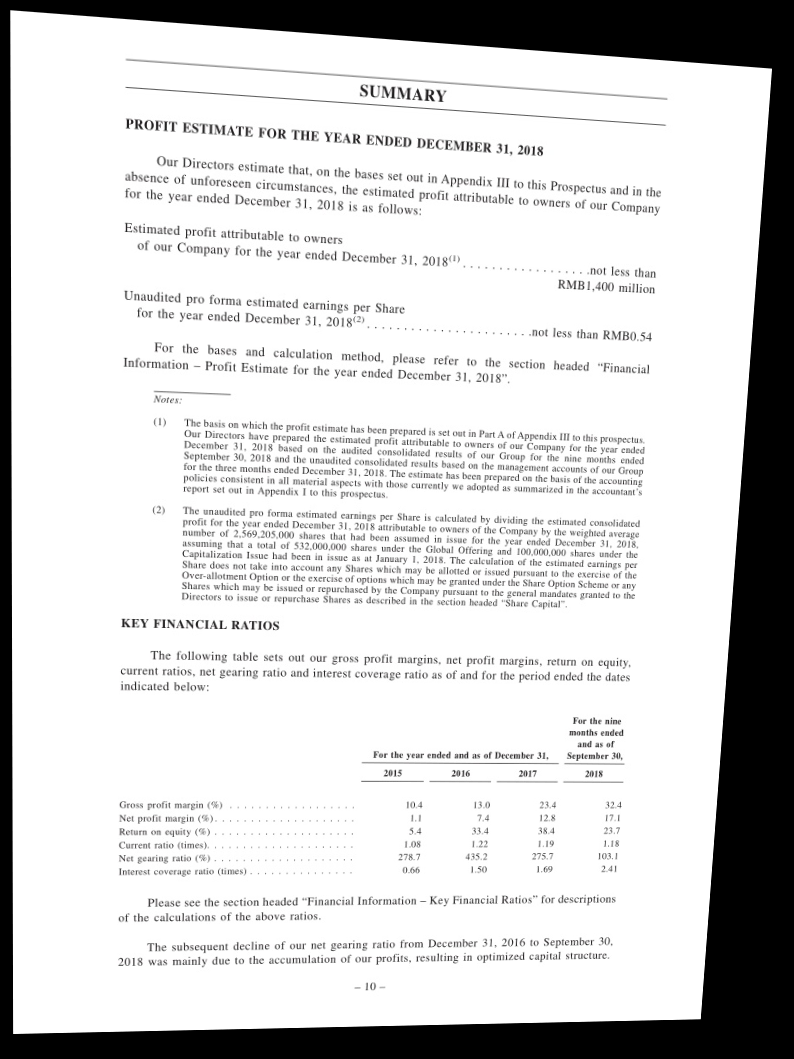 SUMMARY
PROFIT ESTIMATE FOR THE YEAR ENDED DECEMBER 31, 2018
Our Directors estimate that, on the bases set out in Appendix III to this Prospectus and in the
absence of unforeseen circumstances, the estimated profit attributable to owners of our Company
for the year ended December 31, 2018 is as follows:
Estimated profit attributable to owners
of our Company for the year ended December 31, 2018(1) . . . . . . . . . . . . . . . . . .not less than
RMB1,400 million
Unaudited pro forma estimated earnings per Share
for the year ended December 31, 2018(2) . . . . . . . . . . . . . . . . . . . . . . .not less than RMB0.54
For the bases and calculation method, please refer to the section headed “Financial
Information – Profit Estimate for the year ended December 31, 2018”.
Notes:
(1) The basis on which the profit estimate has been prepared is set out in Part A of Appendix III to this prospectus.
Our Directors have prepared the estimated profit attributable to owners of our Company for the year ended
December 31, 2018 based on the audited consolidated results of our Group for the nine months ended
September 30, 2018 and the unaudited consolidated results based on the management accounts of our Group
for the three months ended December 31, 2018. The estimate has been prepared on the basis of the accounting
policies consistent in all material aspects with those currently we adopted as summarized in the accountant’s
report set out in Appendix I to this prospectus.
(2) The unaudited pro forma estimated earnings per Share is calculated by dividing the estimated consolidated
profit for the year ended December 31, 2018 attributable to owners of the Company by the weighted average
number of 2,569,205,000 shares that had been assumed in issue for the year ended December 31, 2018,
assuming that a total of 532,000,000 shares under the Global Offering and 100,000,000 shares under the
Capitalization Issue had been in issue as at January 1, 2018. The calculation of the estimated earnings per
Share does not take into account any Shares which may be allotted or issued pursuant to the exercise of the
Over-allotment Option or the exercise of options which may be granted under the Share Option Scheme or any
Shares which may be issued or repurchased by the Company pursuant to the general mandates granted to the
Directors to issue or repurchase Shares as described in the section headed “Share Capital”.
KEY FINANCIAL RATIOS
The following table sets out our gross profit margins, net profit margins, return on equity,
current ratios, net gearing ratio and interest coverage ratio as of and for the period ended the dates
indicated below:
For the nine
months ended
and as of
For the year ended and as of December 31, September 30,
2015 2016 2017 2018
Gross profit margin (%) . . . . . . . . . . . . . . . . . . 10.4 13.0 23.4 32.4
Net profit margin (%). . . . . . . . . . . . . . . . . . . . 1.1 7.4 12.8 17.1
Return on equity (%) . . . . . . . . . . . . . . . . . . . . 5.4 33.4 38.4 23.7
Current ratio (times). . . . . . . . . . . . . . . . . . . . . 1.08 1.22 1.19 1.18
Net gearing ratio (%) . . . . . . . . . . . . . . . . . . . . 278.7 435.2 275.7 103.1
Interest coverage ratio (times) . . . . . . . . . . . . . . . 0.66 1.50 1.69 2.41
Please see the section headed “Financial Information – Key Financial Ratios” for descriptions
of the calculations of the above ratios.
The subsequent decline of our net gearing ratio from December 31, 2016 to September 30,
2018 was mainly due to the accumulation of our profits, resulting in optimized capital structure.
– 10 –